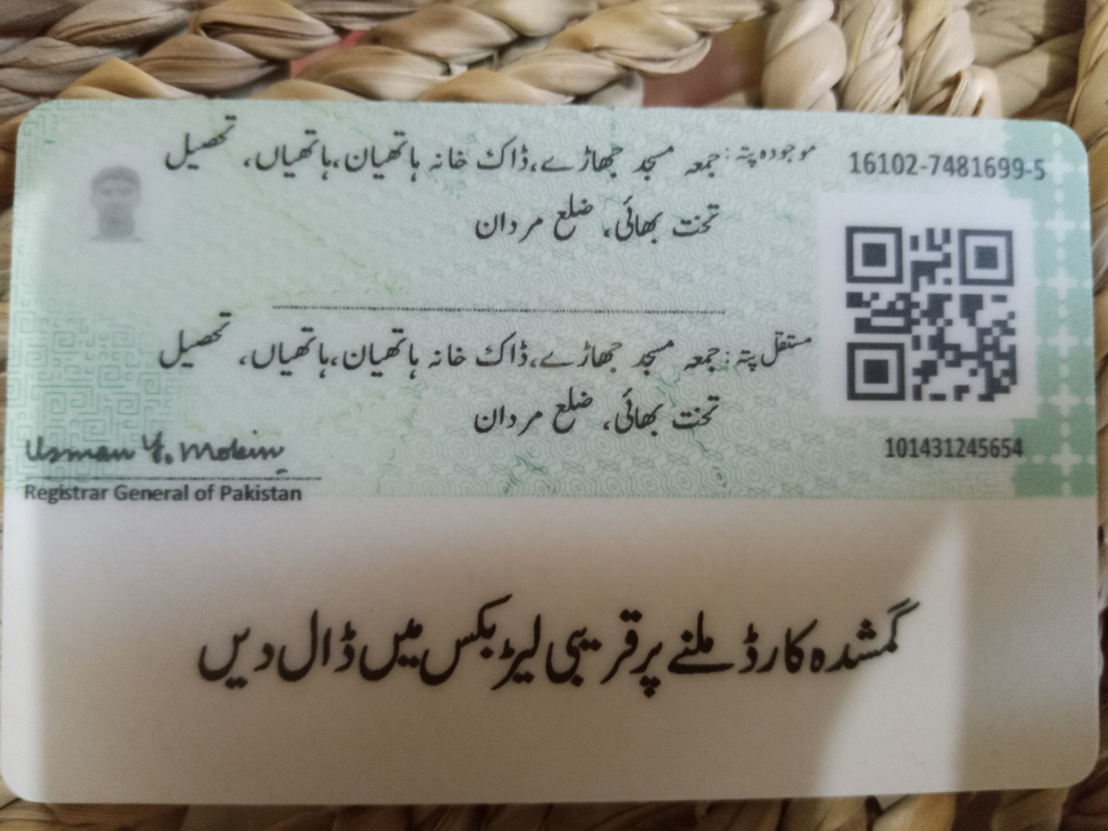 موجودہ پتہ: جمعہ مسجد جھاڑے، ڈاک خانہ ہاتھیان، ہاتھیاں، تحصیل
تخت بھائی، ضلع مردان
16102-7481699-5
مستقل پتہ: جمعہ مسجد جھاڑے، ڈاک خانہ ہاتھیان، ہاتھیاں، تحصیل
تخت بھائی، ضلع مردان
101431245654
Usman Y. Mobin
Registrar General of Pakistan
گمشدہ کارڈ ملنے پر قریبی لیٹر بکس میں ڈال دیں